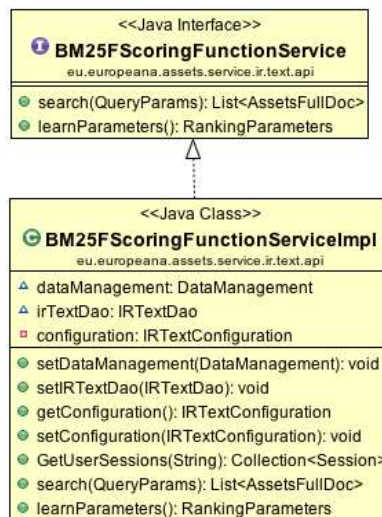 <<Java Interface>>
BM25FScoringFunctionService
eu.europeana.assets.service.ir.text.api
search(QueryParams): List<AssetsFullDoc>
learnParameters(): RankingParameters
<<Java Class>>
BM25FScoringFunctionServiceImpl
eu.europeana.assets.service.ir.text.api
dataManagement: DataManagement
irTextDao: IRTextDao
configuration: IRTextConfiguration
setDataManagement(DataManagement): void
setIRTextDao(IRTextDao): void
getConfiguration(): IRTextConfiguration
setConfiguration(IRTextConfiguration): void
GetUserSessions(String): Collection<Session>
search(QueryParams): List<AssetsFullDoc>
learnParameters(): RankingParameters